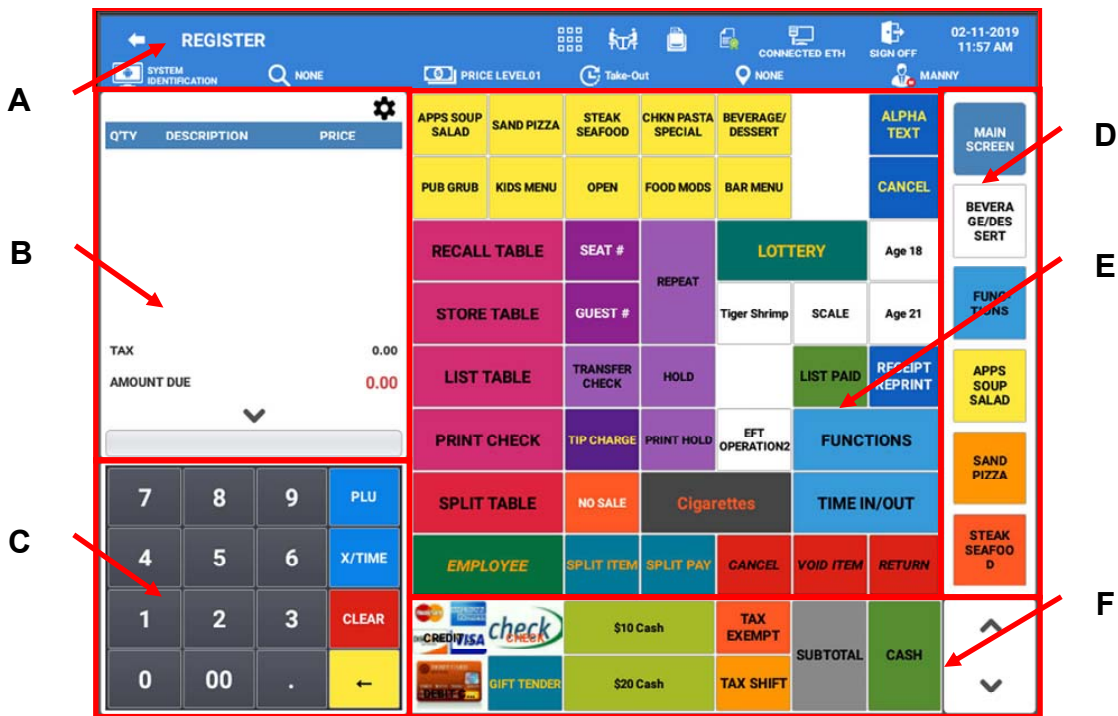 REGISTER
CONNECTED ETH
SIGN OFF
02-11-2019
11:57 AM
SYSTEM
IDENTIFICATION
NONE
PRICE LEVEL01
Take-Out
NONE
MANNY
A
B
C
Q'TY DESCRIPTION PRICE
TAX 0.00
AMOUNT DUE 0.00
7 8 9 PLU
4 5 6 X/TIME
1 2 3 CLEAR
0 00 . ←
APPS SOUP
SALAD
SAND PIZZA
STEAK
SEAFOOD
CHKN PASTA
SPECIAL
BEVERAGE/
DESSERT
ALPHA
TEXT
PUB GRUB
KIDS MENU
OPEN
FOOD MODS
BAR MENU
CANCEL
RECALL TABLE
SEAT #
REPEAT
LOTTERY
Age 18
STORE TABLE
GUEST #
Tiger Shrimp
SCALE
Age 21
LIST TABLE
TRANSFER
CHECK
HOLD
LIST PAID
RECEIPT
REPRINT
PRINT CHECK
TIP CHARGE
PRINT HOLD
EFT
OPERATION2
FUNCTIONS
SPLIT TABLE
NO SALE
Cigarettes
TIME IN/OUT
EMPLOYEE
SPLIT ITEM
SPLIT PAY
CANCEL
VOID ITEM
RETURN
CREDIT
VISA
check
CHECK
$10 Cash
TAX
EXEMPT
SUBTOTAL
CASH
GIFT TENDER
$20 Cash
TAX SHIFT
MAIN
SCREEN
BEVERA
GE/DES
SERT
FUNC-
TIONS
APPS
SOUP
SALAD
SAND
PIZZA
STEAK
SEAFOO
D
D
E
F